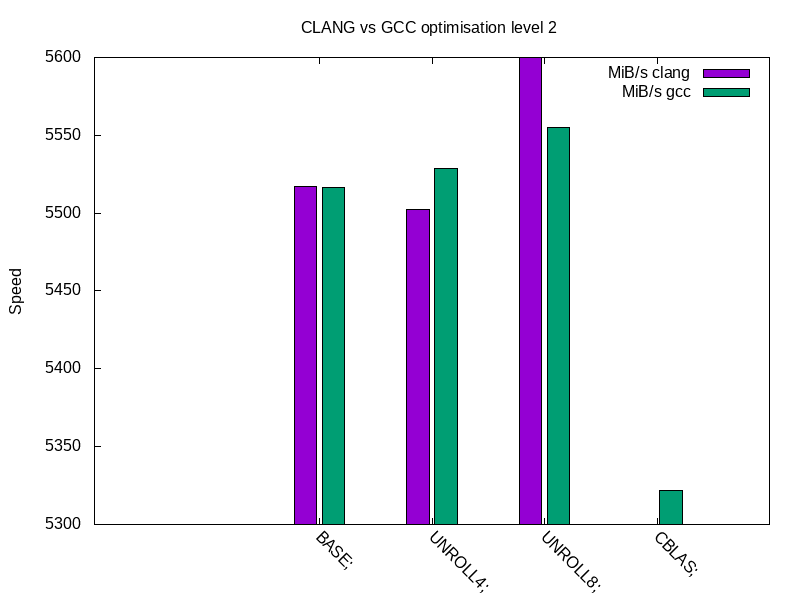 CLANG vs GCC optimisation level 2
MiB/s clang
MiB/s gcc
5600
5550
5500
5450
5400
5350
5300
Speed
BASE;
UNROLL4;
UNROLL8;
CBLAS;